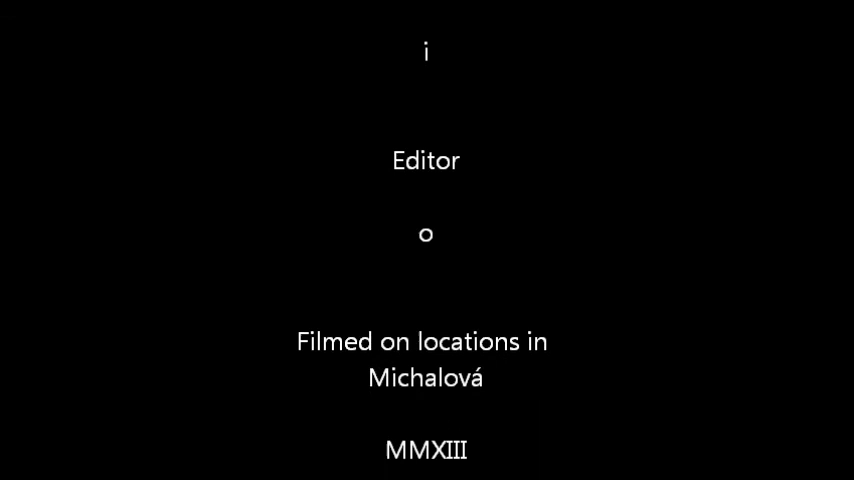 i
Editor
o
Filmed on locations in
Michalová
MMXIII